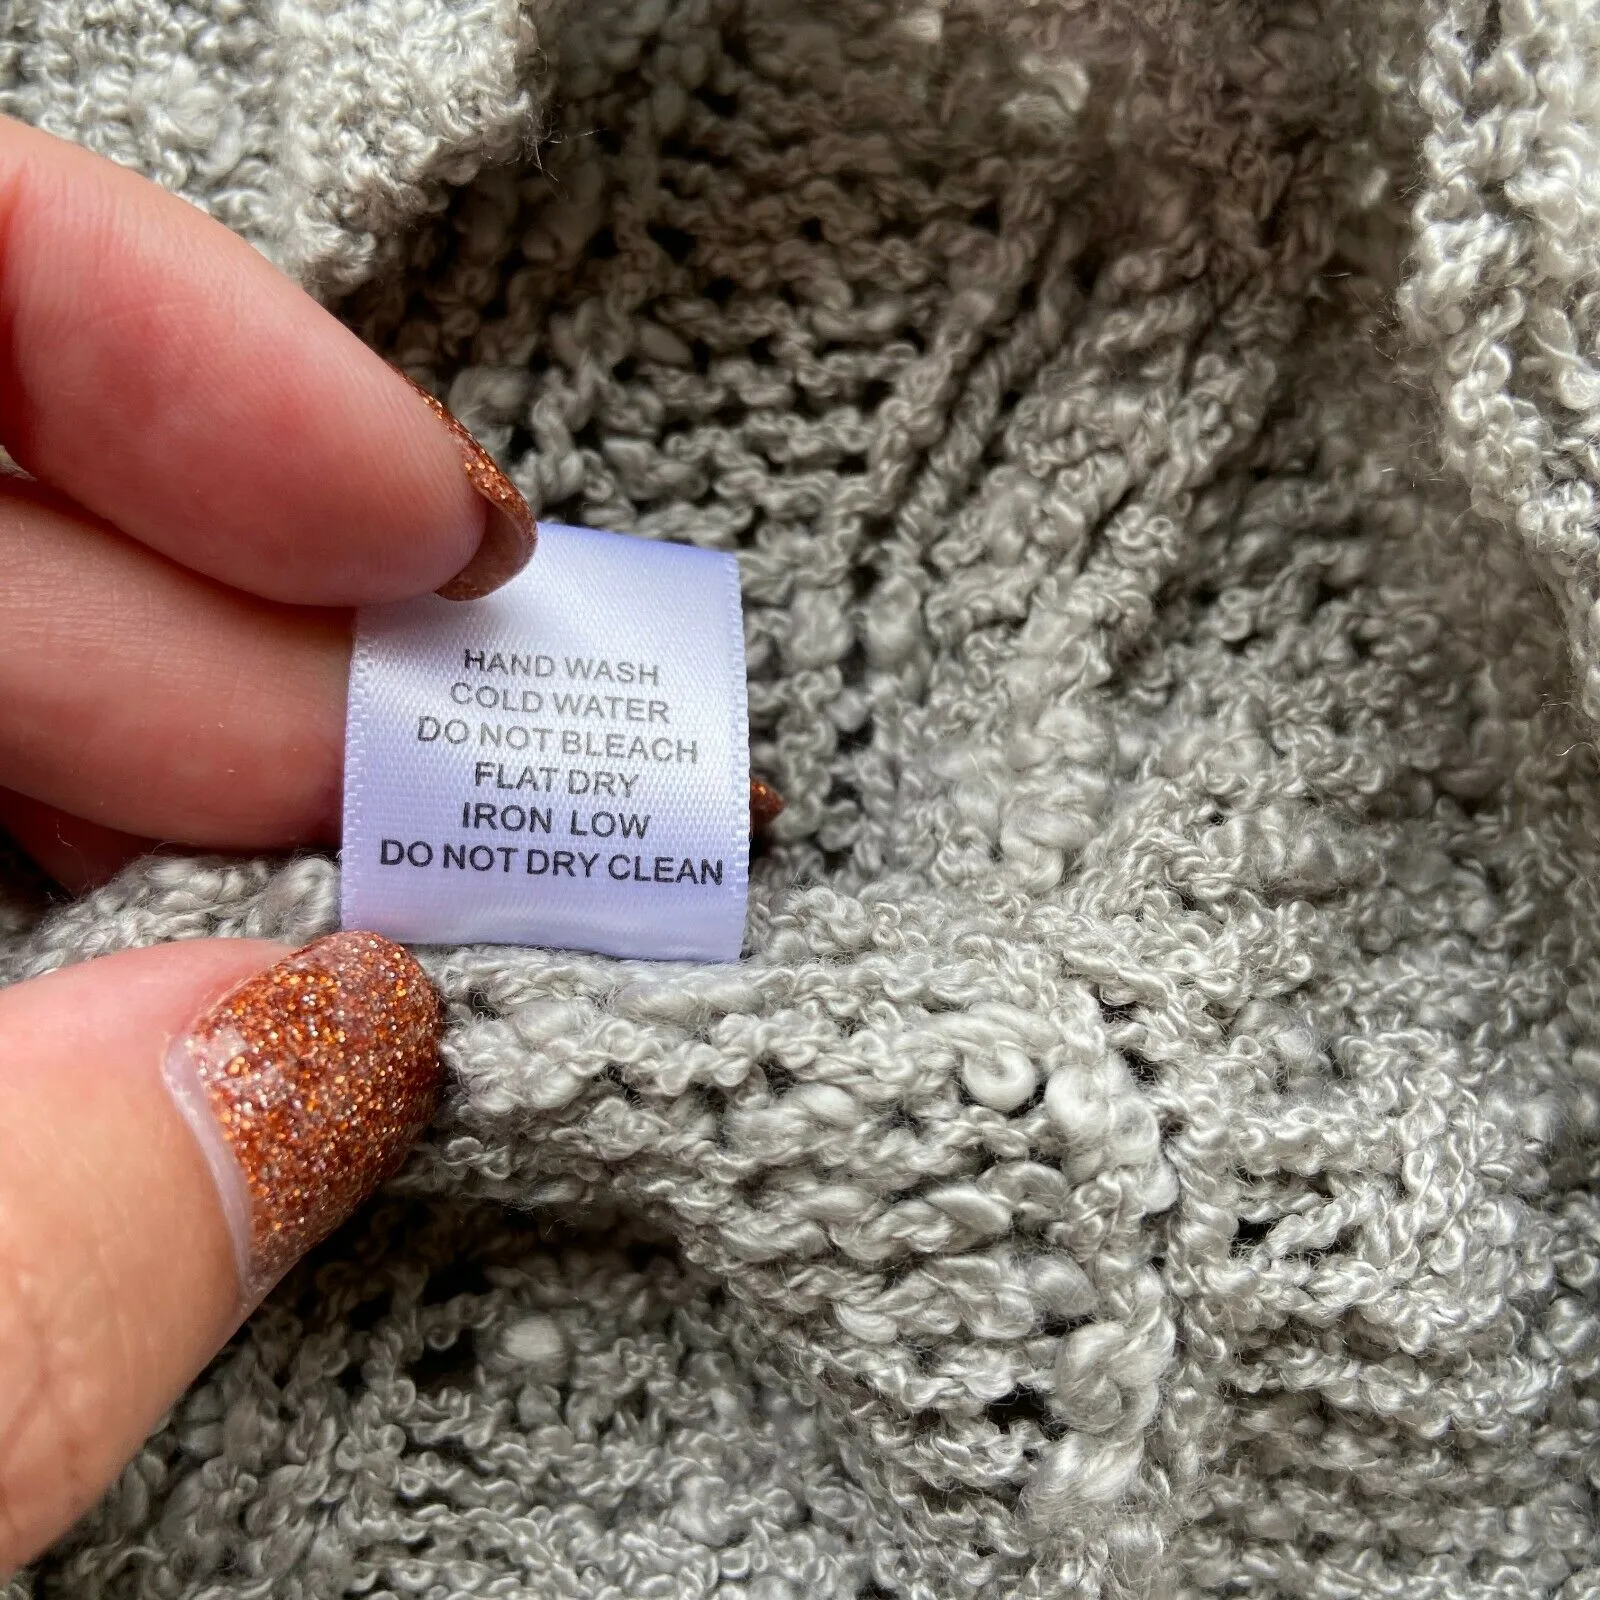 HAND WASH
COLD WATER
DO NOT BLEACH
FLAT DRY
IRON LOW
DO NOT DRY CLEAN